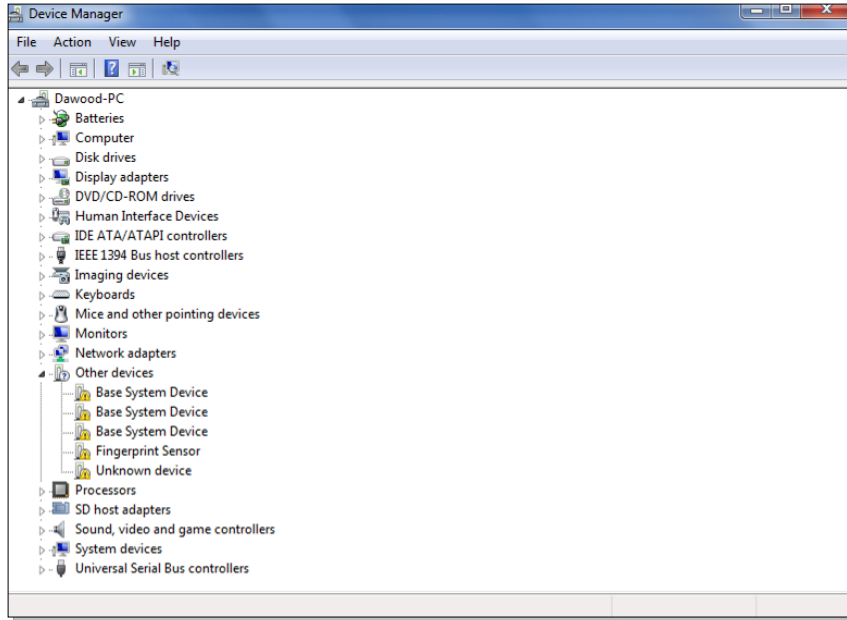 Device Manager
File Action View Help
Dawood-PC
Batteries
Computer
Disk drives
Display adapters
DVD/CD-ROM drives
Human Interface Devices
IDE ATA/ATAPI controllers
IEEE 1394 Bus host controllers
Imaging devices
Keyboards
Mice and other pointing devices
Monitors
Network adapters
Other devices
Base System Device
Base System Device
Base System Device
Fingerprint Sensor
Unknown device
Processors
SD host adapters
Sound, video and game controllers
System devices
Universal Serial Bus controllers